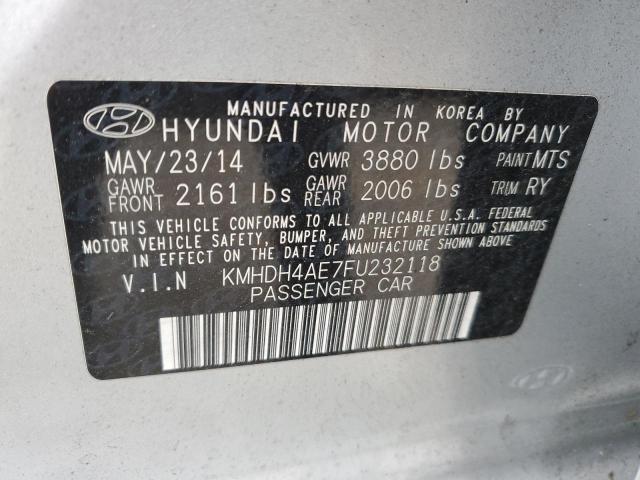 MANUFACTURED IN KOREA BY
HYUNDAI MOTOR COMPANY
MAY/23/14 GVWR 3880 lbs PAINT MTS
GAWR FRONT 2161 lbs GAWR REAR 2006 lbs TRIM RY
THIS VEHICLE CONFORMS TO ALL APPLICABLE U.S.A. FEDERAL
MOTOR VEHICLE SAFETY, BUMPER, AND THEFT PREVENTION STANDARDS
IN EFFECT ON THE DATE OF MANUFACTURE SHOWN ABOVE
V.I.N KMHDH4AE7FU232118
PASSENGER CAR